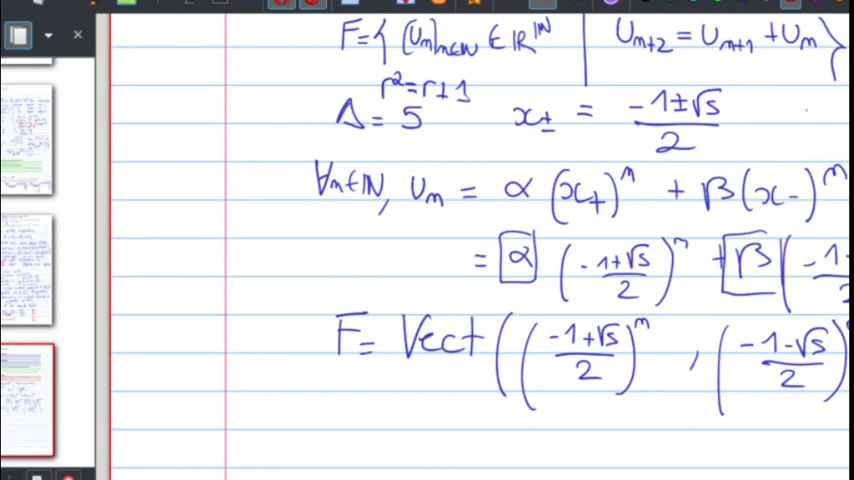 F = { (Un)n∈ℕ ∈ ℝ^ℕ | Un+2 = Un+1 + Un }
r² = r + 1
Δ = 5 x± = (-1±√5)/2
∀n∈ℕ, Un = α (x+)^n + β (x-)^n
= α ((-1+√5)/2)^n + β (-1-
F = Vect ( ((-1+√5)/2)^n , ((-1-√5)/2)